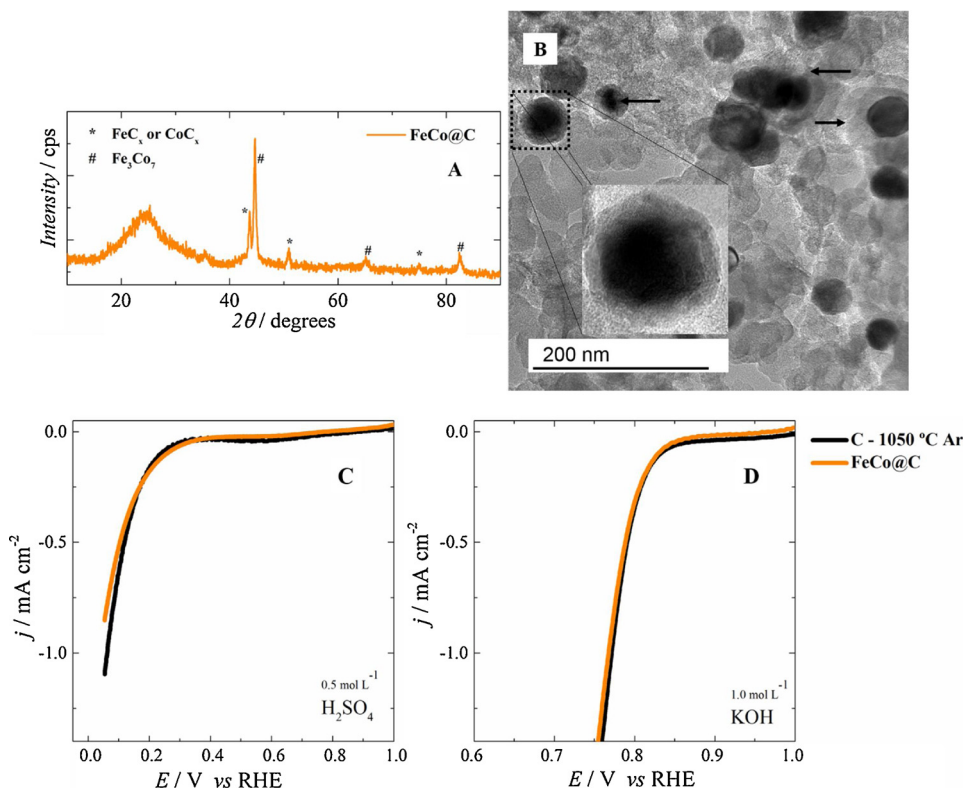 B
* FeCₓ or CoCₓ
# Fe₃Co₇
FeCo@C
A
Intensity / cps
* # * # * #
20 40 60 80
2θ / degrees
200 nm
0.0
-0.5
-1.0
j / mA cm⁻²
C
0.5 mol L⁻¹
H₂SO₄
0.0 0.2 0.4 0.6 0.8 1.0
E / V vs RHE
0.0
-0.5
-1.0
j / mA cm⁻²
D
1.0 mol L⁻¹
KOH
0.6 0.7 0.8 0.9 1.0
E / V vs RHE
C - 1050 ºC Ar
FeCo@C